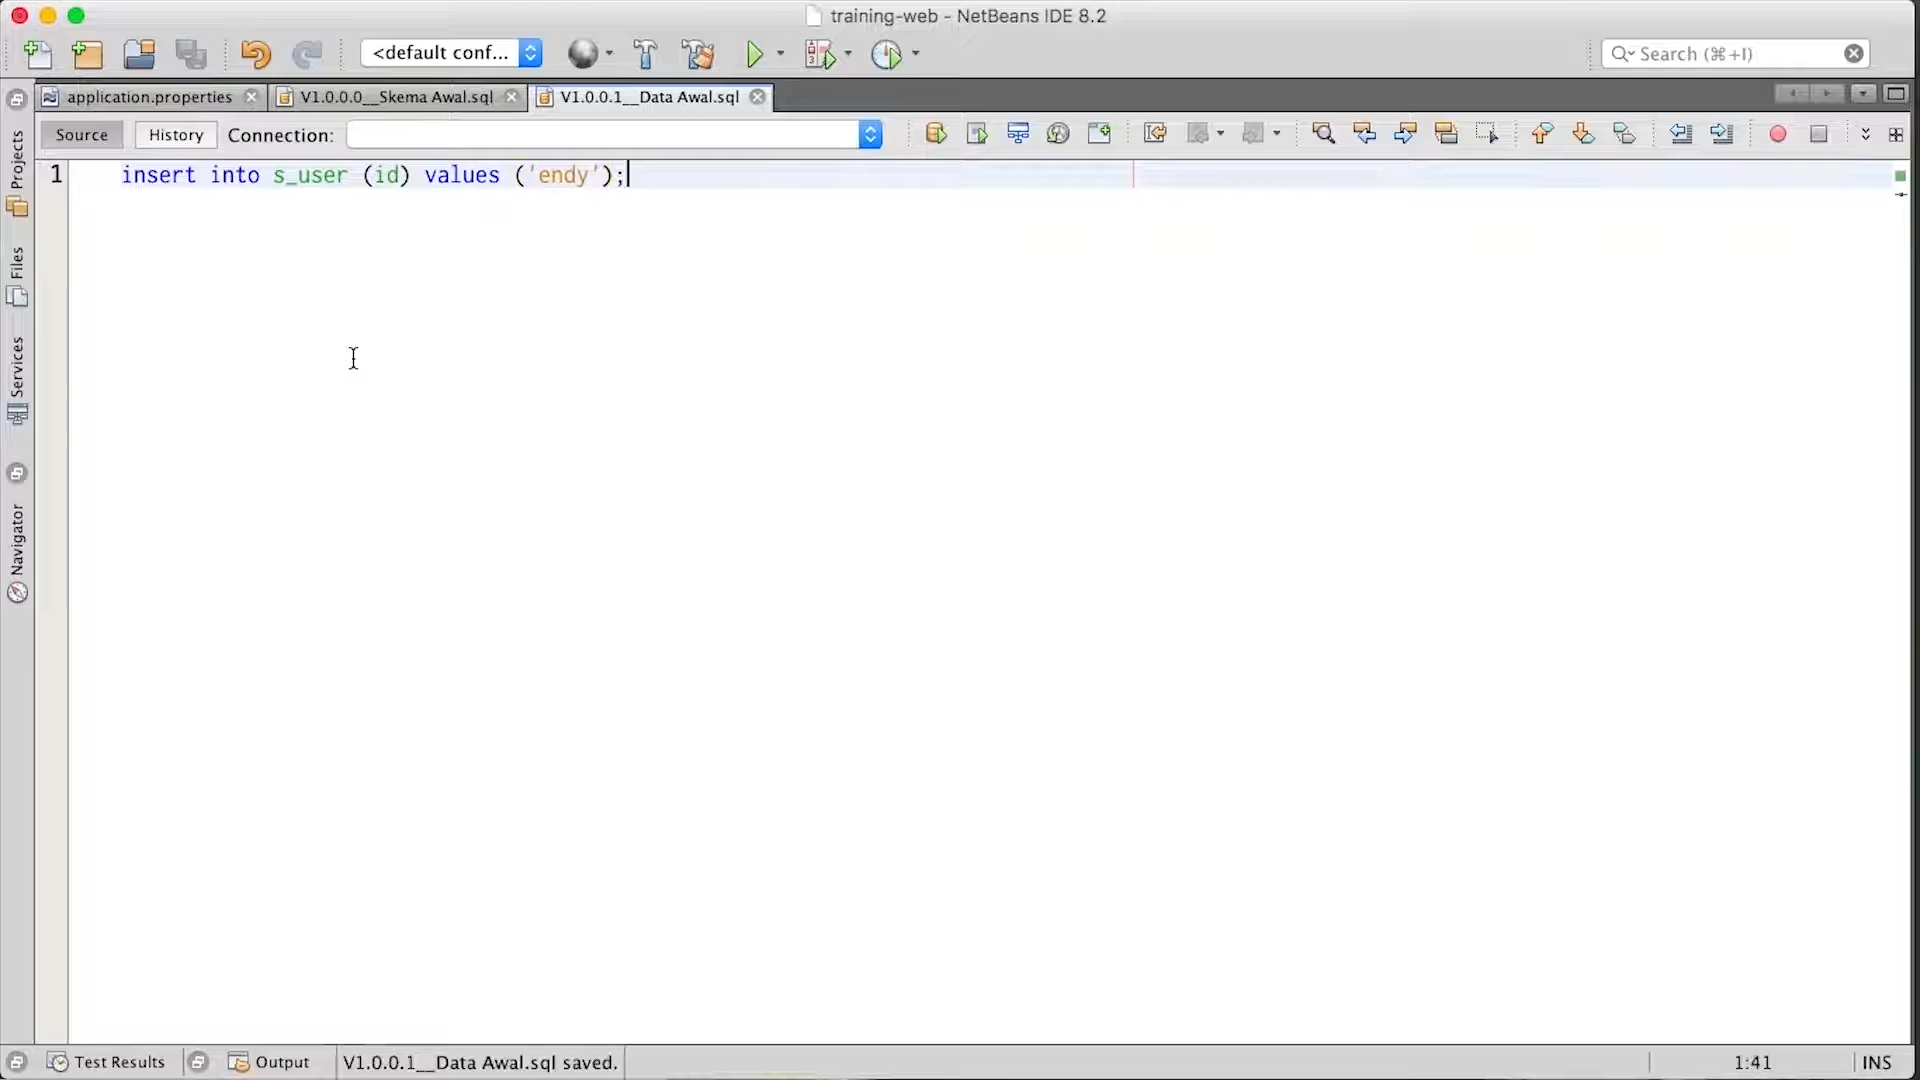 training-web - NetBeans IDE 8.2
<default conf...
Search (⌘+I)
application.properties
V1.0.0.0__Skema Awal.sql
V1.0.0.1__Data Awal.sql
Source
History
Connection:
1 insert into s_user (id) values ('endy');
Projects
Files
Services
Navigator
Test Results
Output
V1.0.0.1__Data Awal.sql saved.
1:41
INS